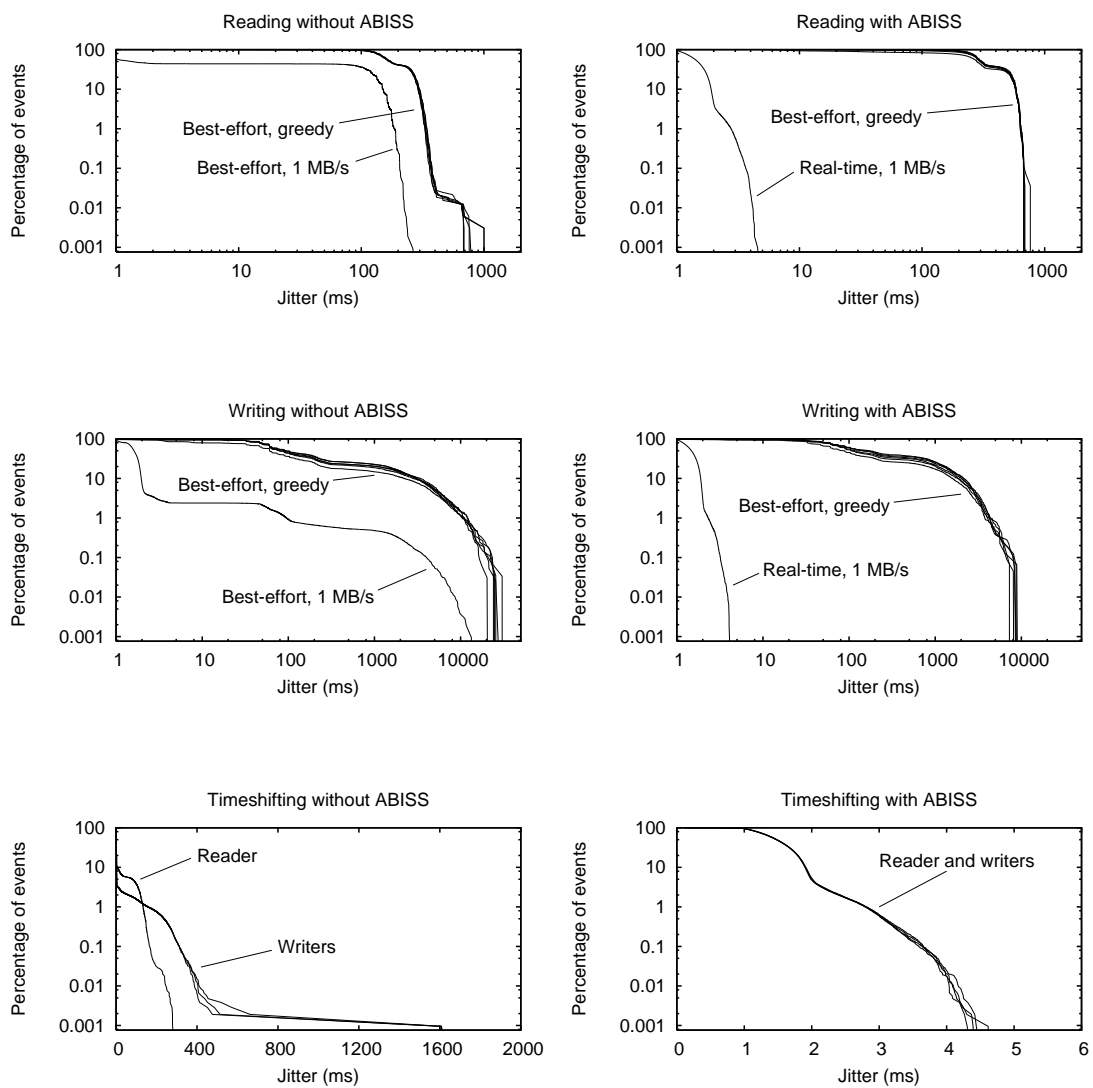 Reading without ABISS
Percentage of events
100
10
1
0.1
0.01
0.001
Best-effort, greedy
Best-effort, 1 MB/s
1 10 100 1000
Jitter (ms)
Reading with ABISS
Percentage of events
100
10
1
0.1
0.01
0.001
Best-effort, greedy
Real-time, 1 MB/s
1 10 100 1000
Jitter (ms)
Writing without ABISS
Percentage of events
100
10
1
0.1
0.01
0.001
Best-effort, greedy
Best-effort, 1 MB/s
1 10 100 1000 10000
Jitter (ms)
Writing with ABISS
Percentage of events
100
10
1
0.1
0.01
0.001
Best-effort, greedy
Real-time, 1 MB/s
1 10 100 1000 10000
Jitter (ms)
Timeshifting without ABISS
Percentage of events
100
10
1
0.1
0.01
0.001
Reader
Writers
0 400 800 1200 1600 2000
Jitter (ms)
Timeshifting with ABISS
Percentage of events
100
10
1
0.1
0.01
0.001
Reader and writers
0 1 2 3 4 5 6
Jitter (ms)